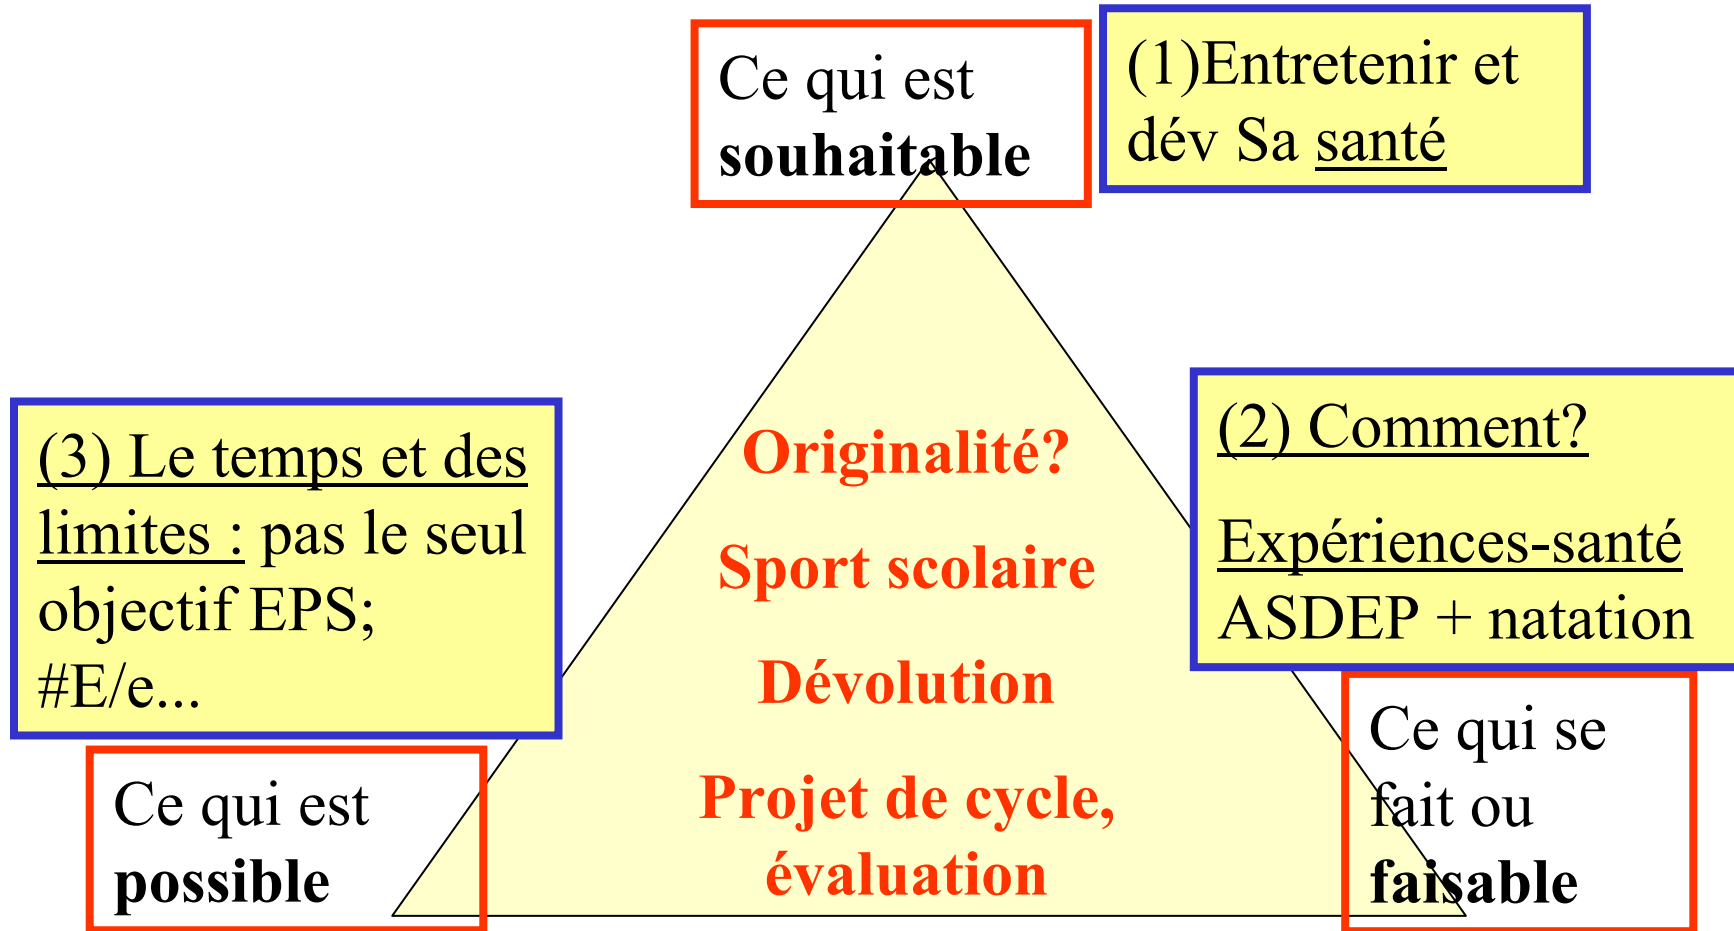 Ce qui est
souhaitable
(1)Entretenir et
dév Sa santé
(3) Le temps et des
limites : pas le seul
objectif EPS;
#E/e...
Ce qui est
possible
Originalité?
Sport scolaire
Dévolution
Projet de cycle,
évaluation
(2) Comment?
Expériences-santé
ASDEP + natation
Ce qui se
fait ou
faisable